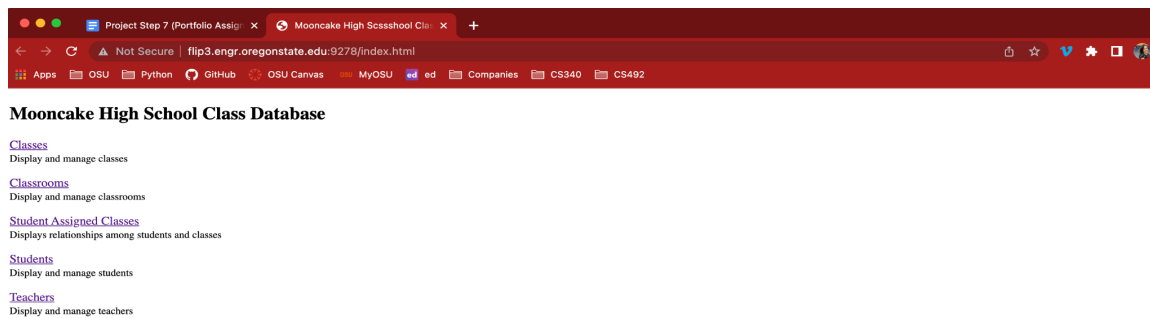 Project Step 7 (Portfolio Assign
Mooncake High Scssshool Clas
Not Secure | flip3.engr.oregonstate.edu:9278/index.html
Apps OSU Python GitHub OSU Canvas OSU MyOSU ed ed Companies CS340 CS492
Mooncake High School Class Database
Classes
Display and manage classes
Classrooms
Display and manage classrooms
Student Assigned Classes
Displays relationships among students and classes
Students
Display and manage students
Teachers
Display and manage teachers